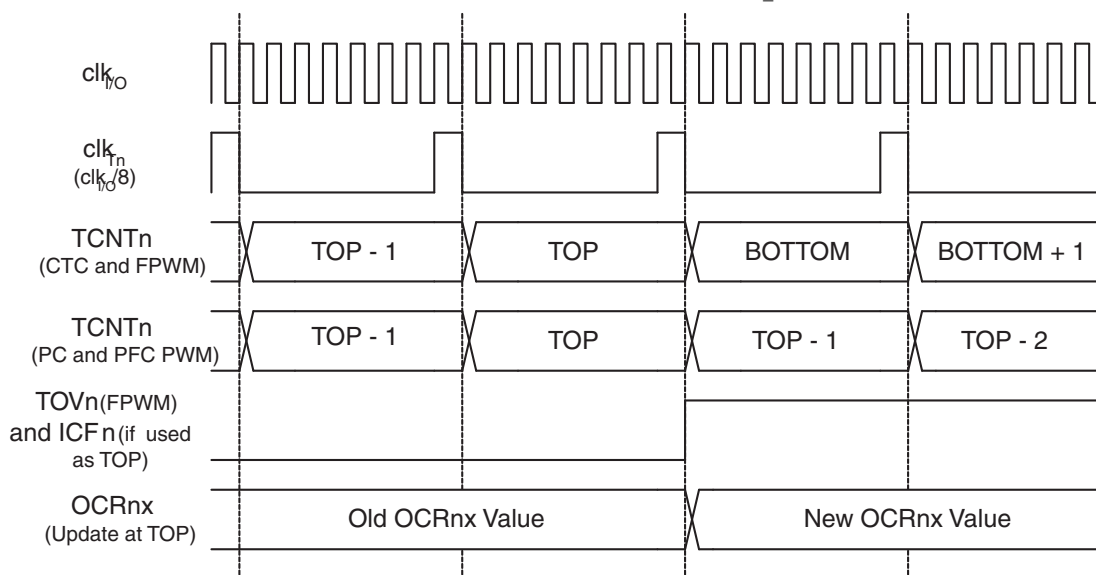 clkI/O
clkTn
(clkI/O/8)
TCNTn
(CTC and FPWM)
TOP - 1
TOP
BOTTOM
BOTTOM + 1
TCNTn
(PC and PFC PWM)
TOP - 1
TOP
TOP - 1
TOP - 2
TOVn(FPWM)
and ICFn(if used
as TOP)
OCRnx
(Update at TOP)
Old OCRnx Value
New OCRnx Value